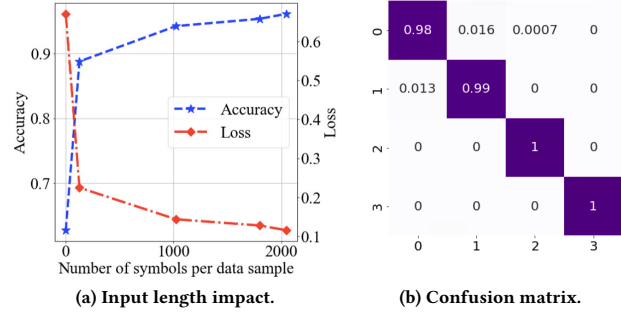 0.9
0.8
0.7
Accuracy
0.6
0.5
0.4
0.3
0.2
0.1
Loss
Accuracy
Loss
0 1000 2000
Number of symbols per data sample
(a) Input length impact.
0 0.98 0.016 0.0007 0
1 0.013 0.99 0 0
2 0 0 1 0
3 0 0 0 1
0 1 2 3
(b) Confusion matrix.